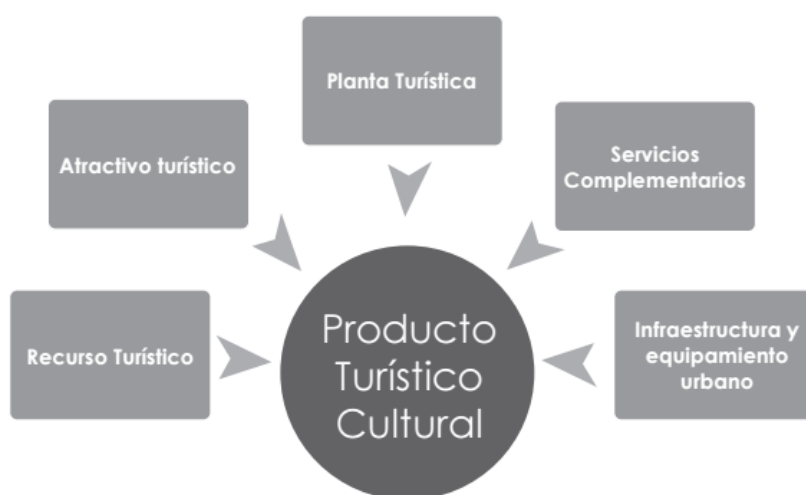 Planta Turística
Atractivo turístico
Servicios
Complementarios
Recurso Turístico
Producto
Turístico
Cultural
Infraestructura y
equipamiento
urbano